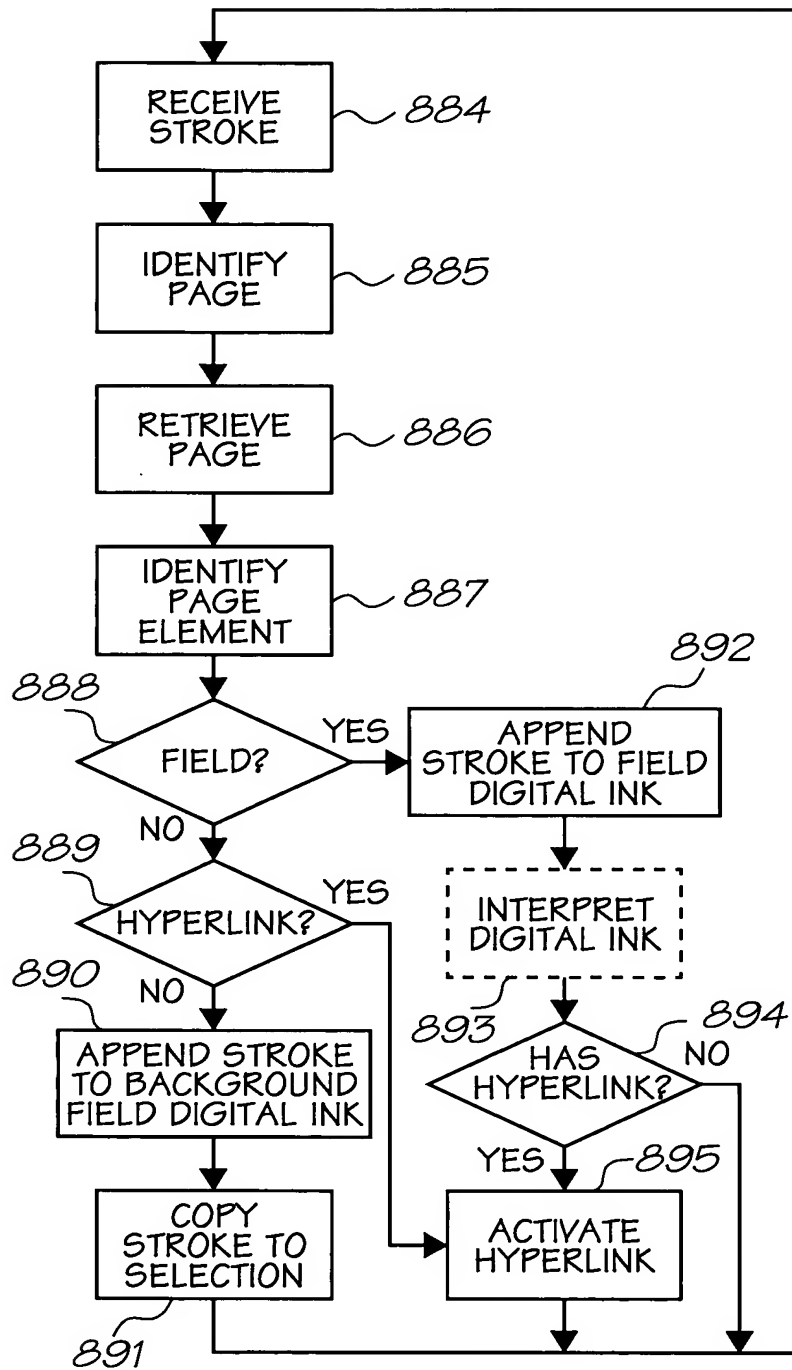 RECEIVE
STROKE
884
IDENTIFY
PAGE
885
RETRIEVE
PAGE
886
IDENTIFY
PAGE
ELEMENT
887
888
FIELD?
YES
NO
892
APPEND
STROKE TO FIELD
DIGITAL INK
889
HYPERLINK?
YES
NO
INTERPRET
DIGITAL INK
893
890
APPEND STROKE
TO BACKGROUND
FIELD DIGITAL INK
894
HAS
HYPERLINK?
NO
YES
895
COPY
STROKE TO
SELECTION
891
ACTIVATE
HYPERLINK